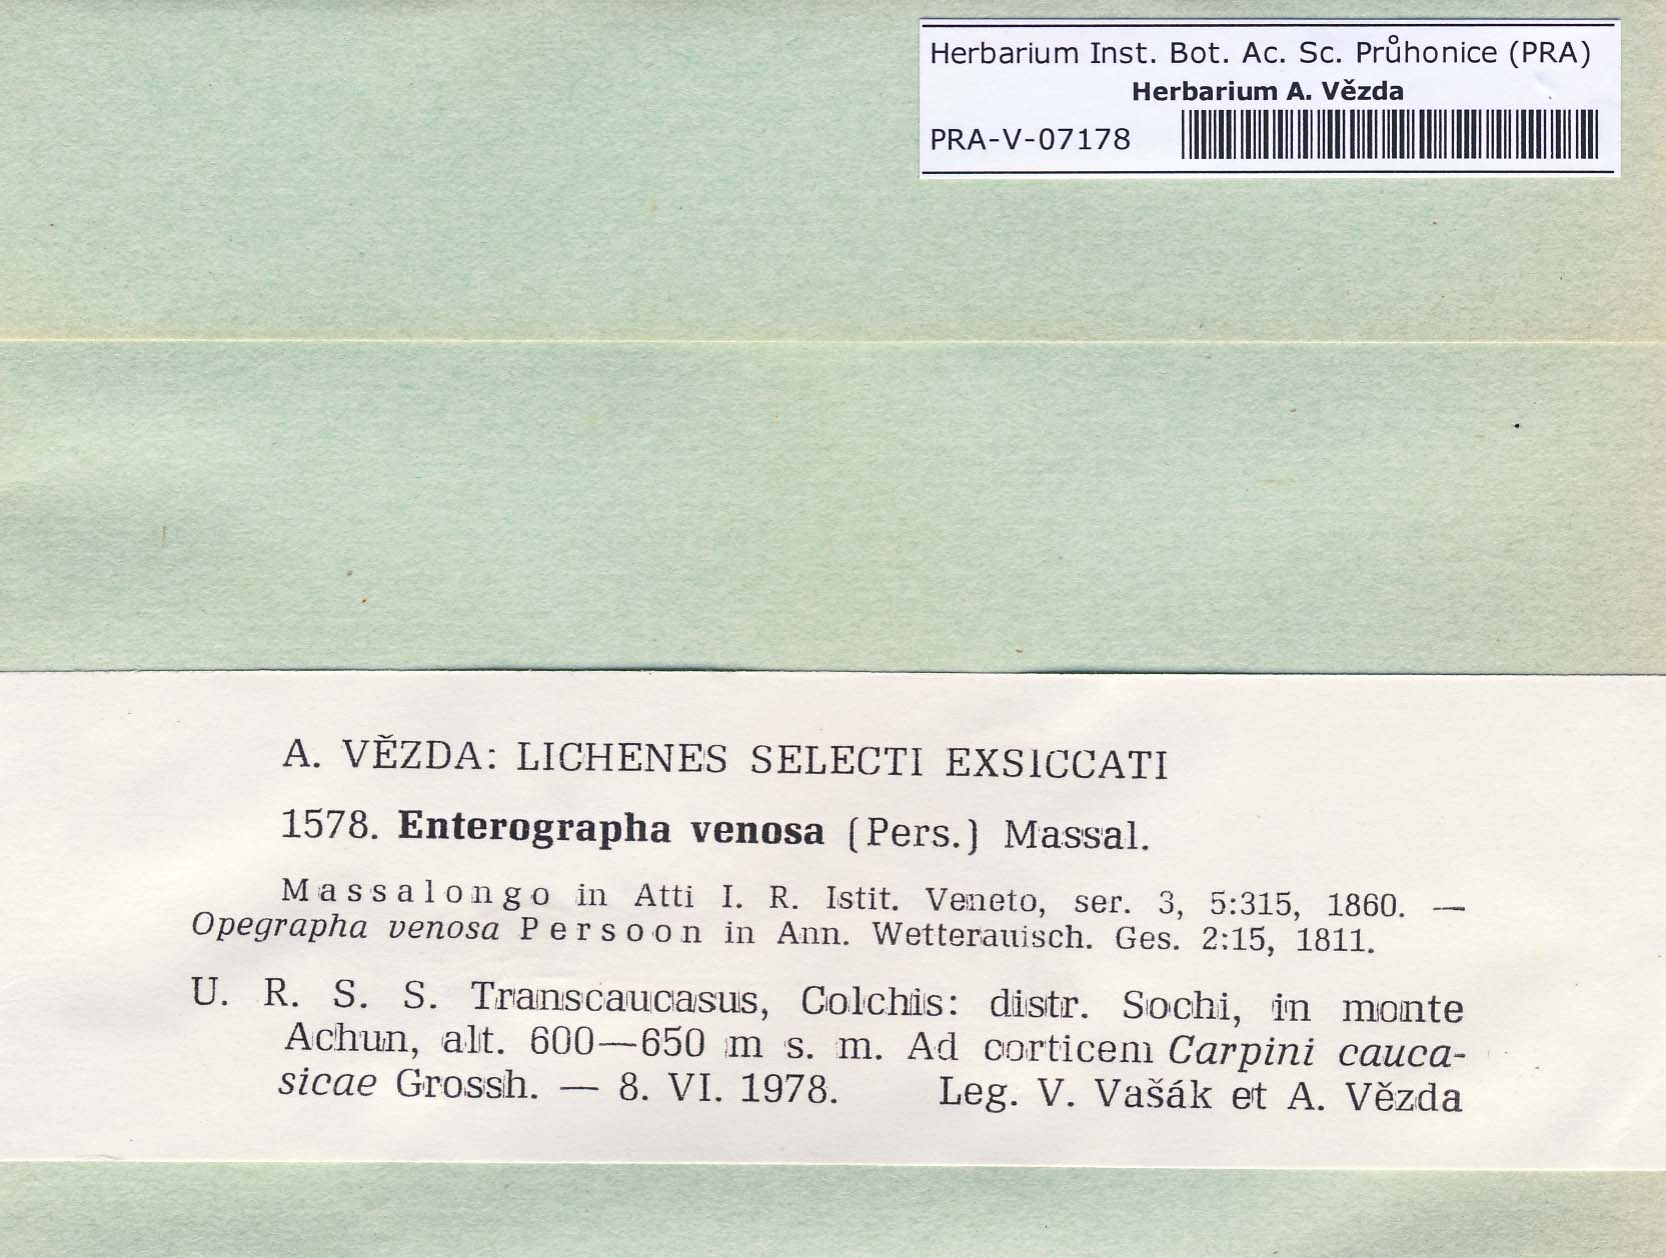 Herbarium Inst. Bot. Ac. Sc. Průhonice (PRA)
Herbarium A. Vězda
PRA-V-07178
A. VĚZDA: LICHENES SELECTI EXSICCATI
1578. Enterographa venosa (Pers.) Massal.
Massalongo in Atti I. R. Istit. Veneto, ser. 3, 5:315, 1860. —
Opegrapha venosa Persoon in Ann. Wetterauisch. Ges. 2:15, 1811.
U. R. S. S. Transcaucasus, Colchis: distr. Sochi, in monte
Achun, alt. 600—650 m s. m. Ad corticem Carpini cauca-
sicae Grossh. — 8. VI. 1978. Leg. V. Vašák et A. Vězda